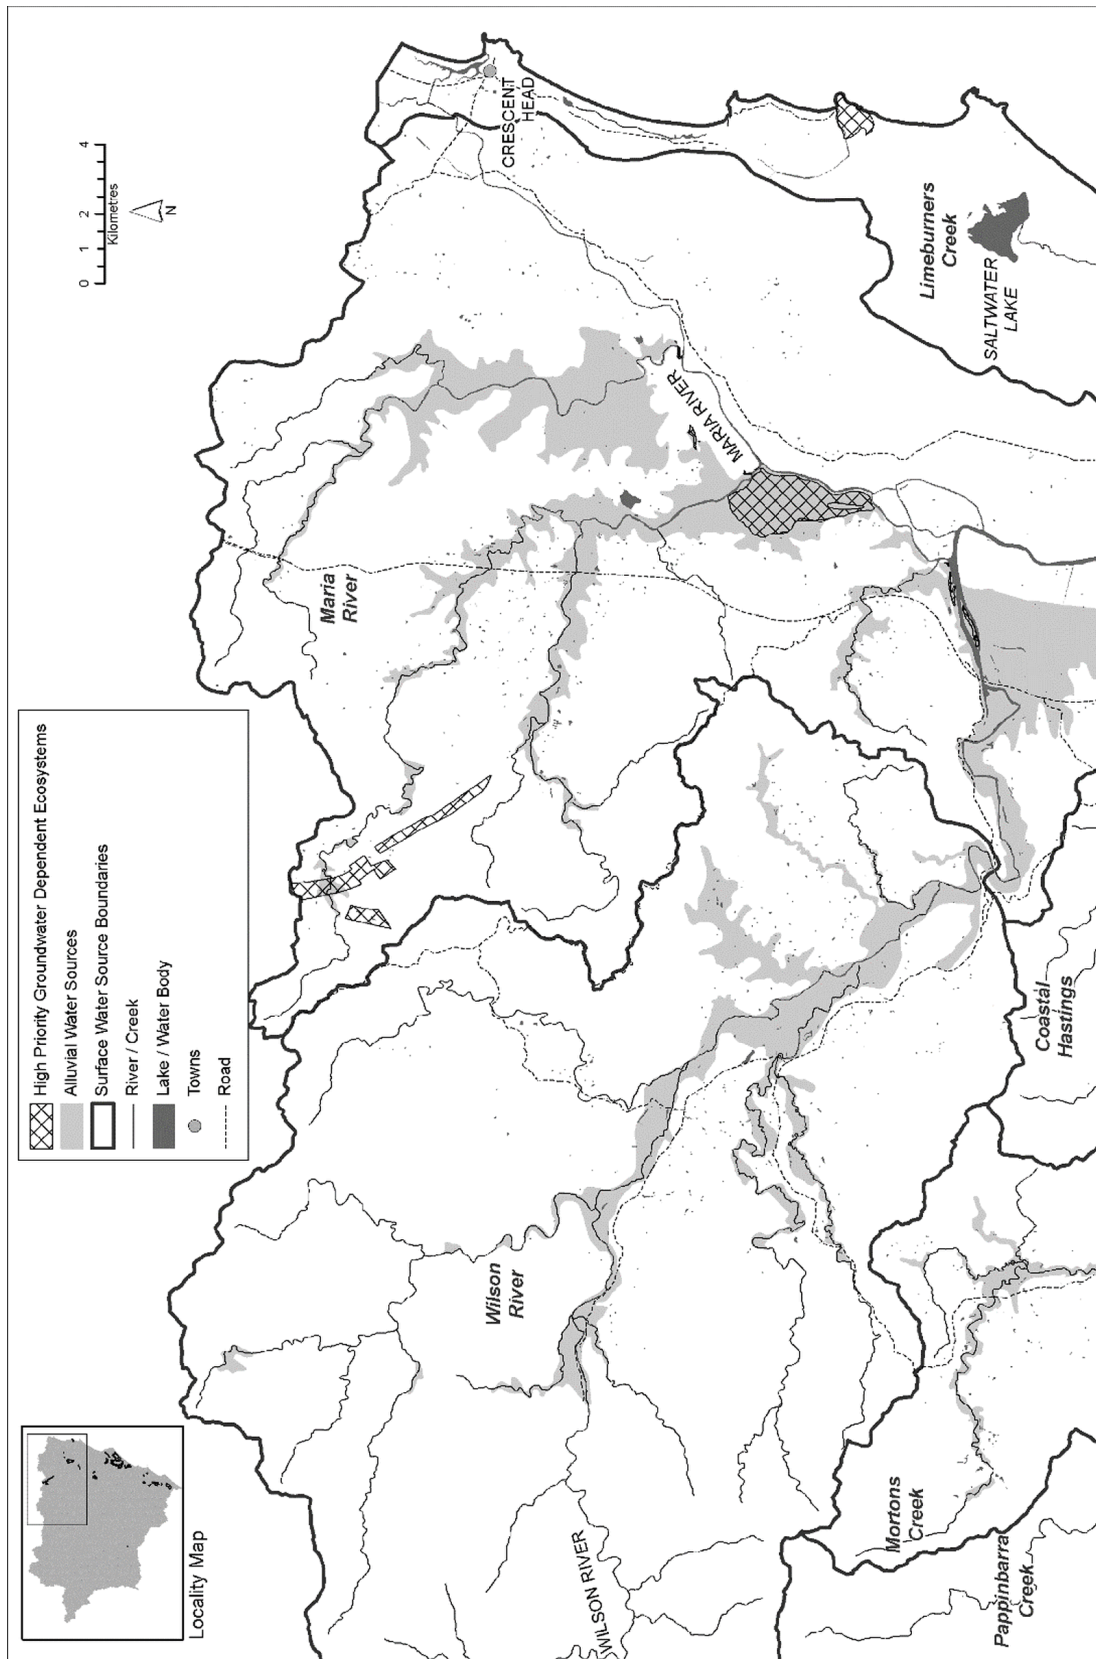 High Priority Groundwater Dependent Ecosystems
Alluvial Water Sources
Surface Water Source Boundaries
River / Creek
Lake / Water Body
Towns
Road
Locality Map
0 1 2 4
Kilometres
N
CRESCENT
HEAD
Maria
River
MARIA RIVER
Limeburners
Creek
SALTWATER
LAKE
Wilson
River
WILSON RIVER
Coastal
Hastings
Mortons
Creek
Pappinbarra
Creek